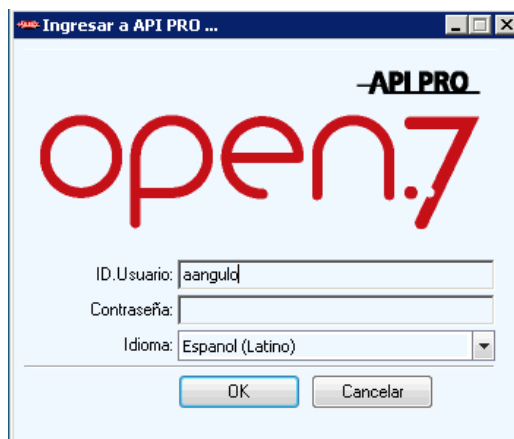 Ingresar a API PRO ...
API PRO
open.7
ID.Usuario: aangulo
Contraseña:
Idioma: Espanol (Latino)
OK Cancelar